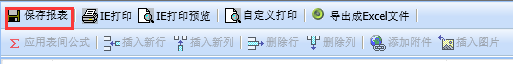 保存报表 IE打印 IE打印预览 自定义打印 导出成Excel文件
Σ 应用表间公式 插入新行 插入新列 删除行 删除列 添加附件 插入图片